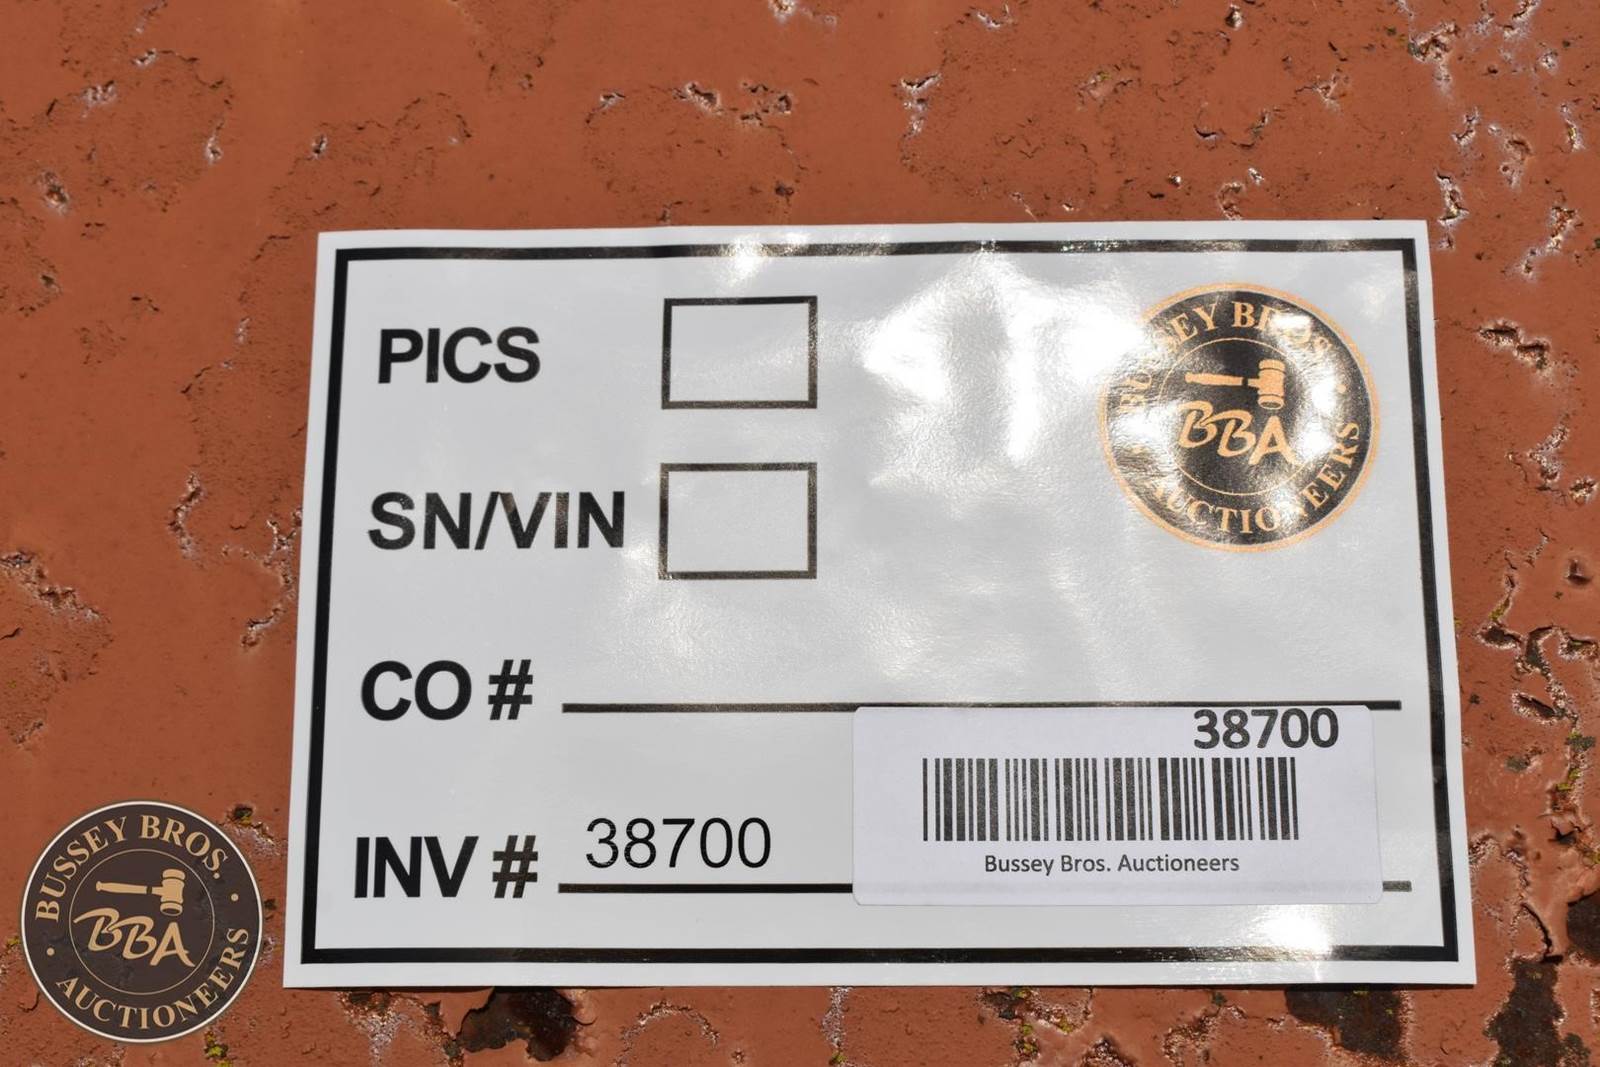 PICS
BUSSEY BROS.
BBA
AUCTIONEERS
SN/VIN
CO #
38700
INV # 38700
Bussey Bros. Auctioneers
BUSSEY BROS.
BBA
AUCTIONEERS